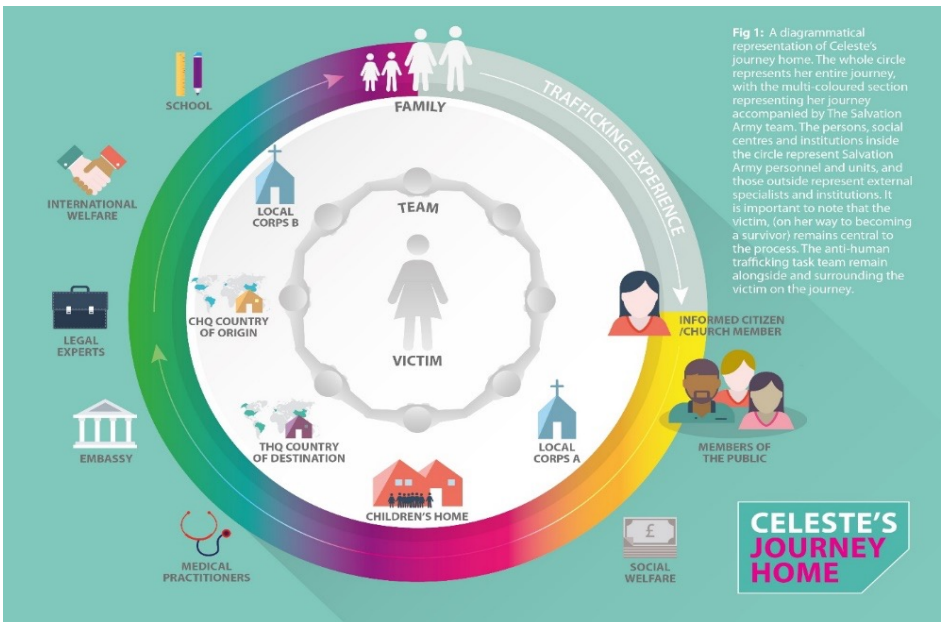 Fig 1: A diagrammatical
representation of Celeste's
journey home. The whole circle
represents her entire journey,
with the multi-coloured section
representing her journey
accompanied by The Salvation
Army team. The persons, social
centres and institutions inside
the circle represent Salvation
Army personnel and units, and
those outside represent external
specialists and institutions. It
is important to note that the
victim, (on her way to becoming
a survivor) remains central to
the process. The anti-human
trafficking task team remain
alongside and surrounding the
victim on the journey.
FAMILY
TRAFFICKING EXPERIENCE
INFORMED CITIZEN
/CHURCH MEMBER
MEMBERS OF
THE PUBLIC
SOCIAL
WELFARE
£
MEDICAL
PRACTITIONERS
EMBASSY
LEGAL
EXPERTS
INTERNATIONAL
WELFARE
SCHOOL
LOCAL
CORPS B
TEAM
CHQ COUNTRY
OF ORIGIN
VICTIM
THQ COUNTRY
OF DESTINATION
CHILDREN'S HOME
LOCAL
CORPS A
CELESTE'S
JOURNEY
HOME